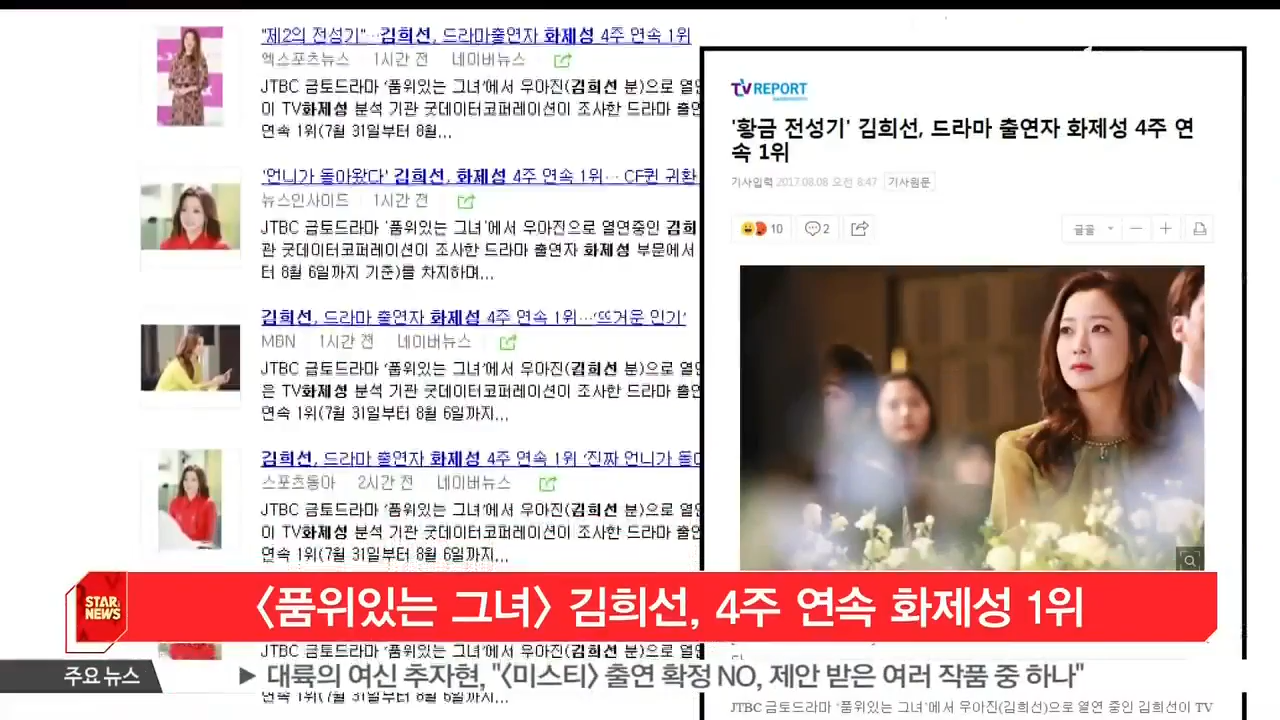 "제2의 전성기"…김희선, 드라마출연자 화제성 4주 연속 1위
엑스포츠뉴스 1시간 전 네이버뉴스
JTBC 금토드라마 '품위있는 그녀'에서 우아진(김희선 분)으로 열연
이 TV화제성 분석 기관 굿데이터코퍼레이션이 조사한 드라마 출연
연속 1위(7월 31일부터 8월...
'언니가 돌아왔다' 김희선, 화제성 4주 연속 1위… CF퀸 귀환
뉴스인사이드 1시간 전
JTBC 금토드라마 '품위있는 그녀'에서 우아진으로 열연중인 김희
관 굿데이터코퍼레이션이 조사한 드라마 출연자 화제성 부문에서
터 8월 6일까지 기준)를 차지하며...
김희선, 드라마 출연자 화제성 4주 연속 1위…'뜨거운 인기'
MBN 1시간 전 네이버뉴스
JTBC 금토드라마 '품위있는 그녀'에서 우아진(김희선 분)으로 열연
은 TV화제성 분석 기관 굿데이터코퍼레이션이 조사한 드라마 출연
연속 1위(7월 31일부터 8월 6일까지...
김희선, 드라마 출연자 화제성 4주 연속 1위 '진짜 언니가 돌아
스포츠동아 2시간 전 네이버뉴스
JTBC 금토드라마 '품위있는 그녀'에서 우아진(김희선 분)으로 열연
이 TV화제성 분석 기관 굿데이터코퍼레이션이 조사한 드라마 출연
연속 1위(7월 31일부터 8월 6일까지...
TV REPORT
'황금 전성기' 김희선, 드라마 출연자 화제성 4주 연
속 1위
기사입력 2017.08.08 오전 8:47 기사원문
10 2 글꼴
STAR NEWS
<품위있는 그녀> 김희선, 4주 연속 화제성 1위
주요뉴스
▶ 대륙의 여신 추자현, "<미스티> 출연 확정 NO, 제안 받은 여러 작품 중 하나"
JTBC 금토드라마 '품위있는 그녀'에서 우아진(김희선)으로 열연 중인 김희선이 TV